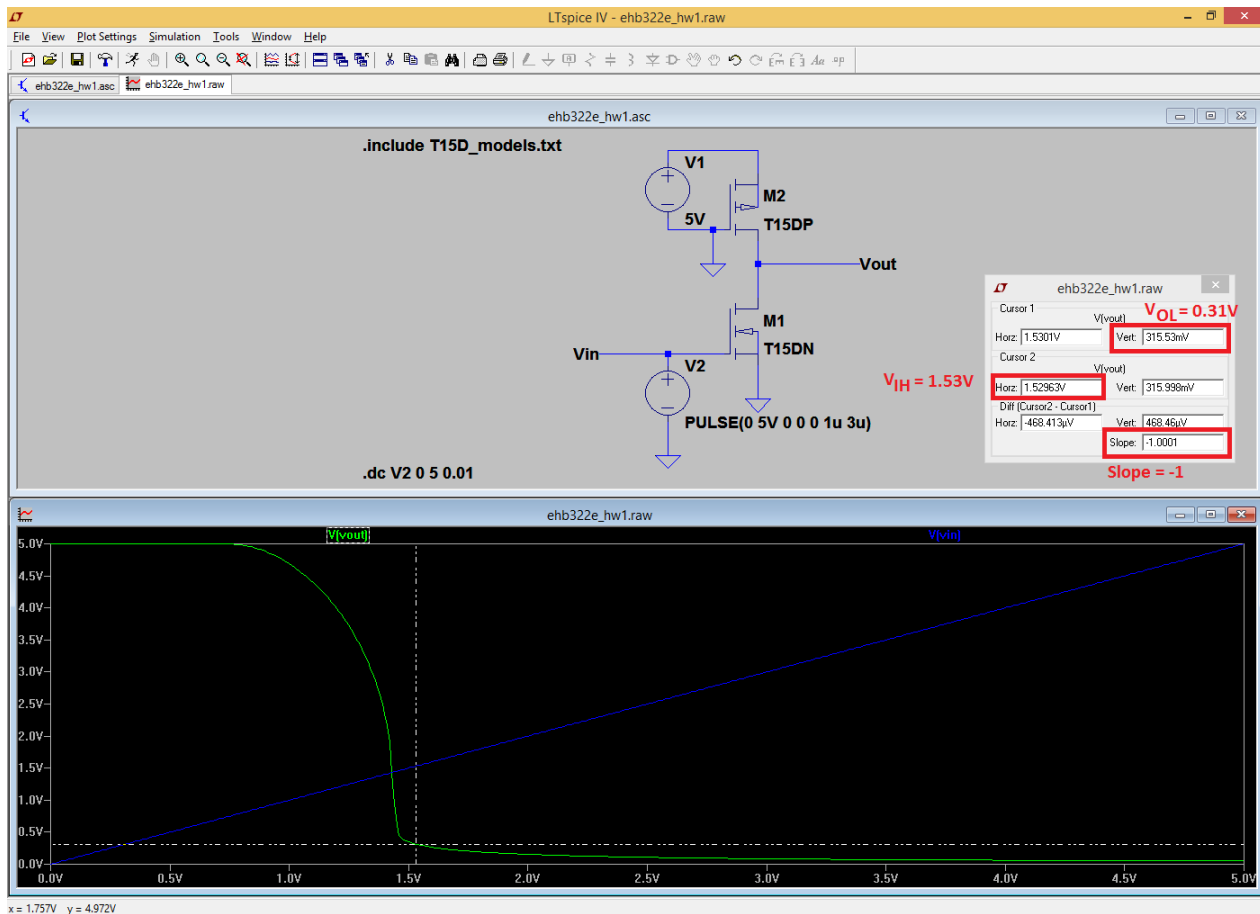 LTspice IV - ehb322e_hw1.raw
File View Plot Settings Simulation Tools Window Help
ehb322e_hw1.asc ehb322e_hw1.raw
ehb322e_hw1.asc
.include T15D_models.txt
V1
M2
5V
T15DP
Vout
M1
T15DN
Vin
V2
PULSE(0 5V 0 0 0 1u 3u)
.dc V2 0 5 0.01
ehb322e_hw1.raw
Cursor 1
V(vout)
VOL = 0.31V
Horz: 1.5301V Vert: 315.53mV
Cursor 2
V(vout)
VIH = 1.53V
Horz: 1.52963V Vert: 315.998mV
Diff (Cursor2 - Cursor1)
Horz: -468.413µV Vert: 468.46µV
Slope: -1.0001
Slope = -1
ehb322e_hw1.raw
V(vout) V(vin)
5.0V
4.5V
4.0V
3.5V
3.0V
2.5V
2.0V
1.5V
1.0V
0.5V
0.0V
0.0V 0.5V 1.0V 1.5V 2.0V 2.5V 3.0V 3.5V 4.0V 4.5V 5.0V
x = 1.757V y = 4.972V